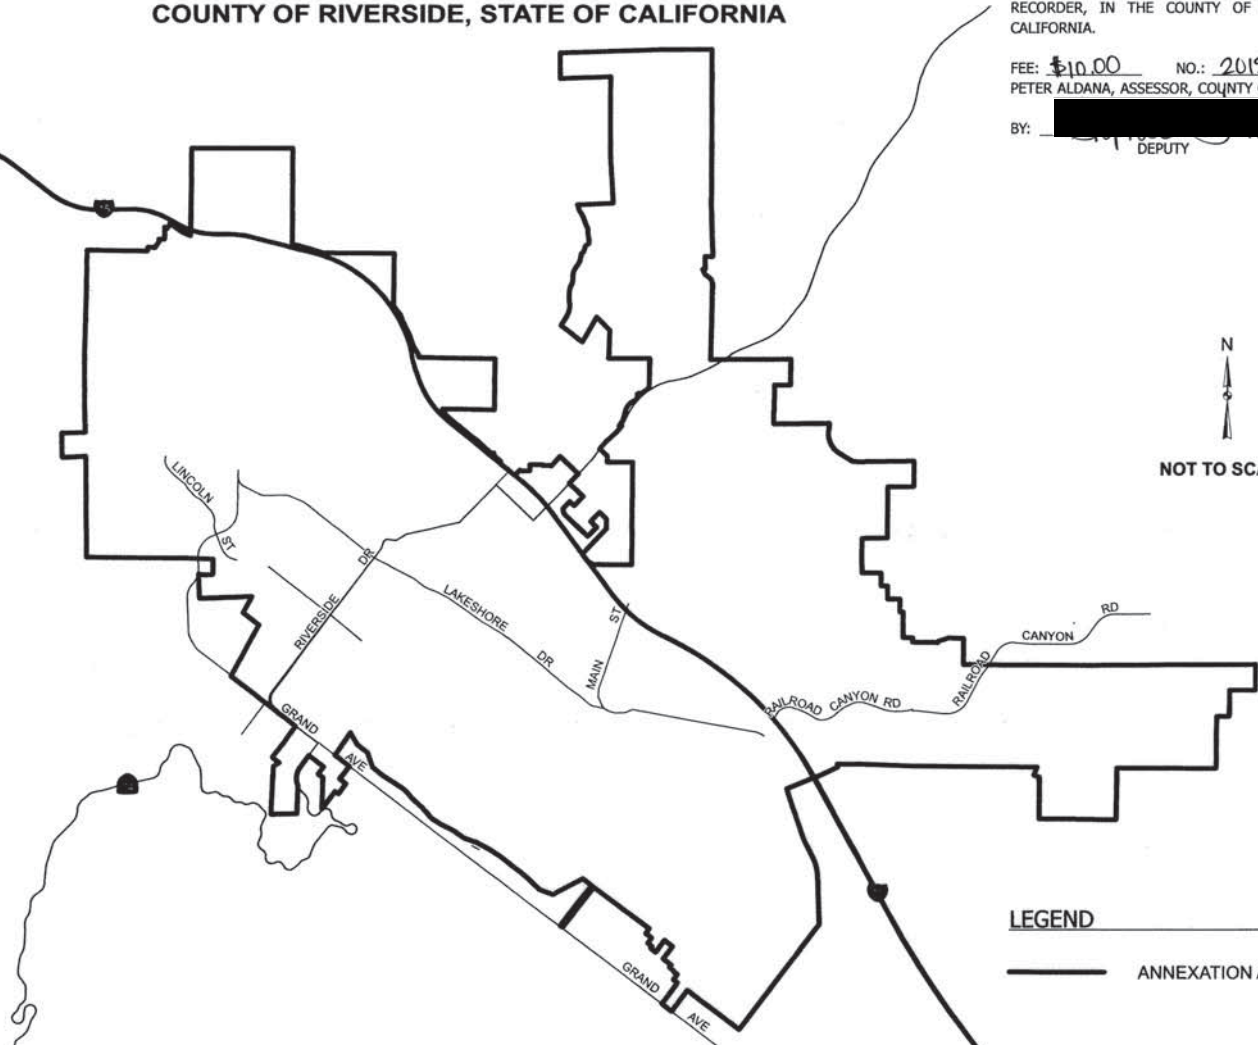 COUNTY OF RIVERSIDE, STATE OF CALIFORNIA
RECORDER, IN THE COUNTY OF
CALIFORNIA.
FEE: $10.00 NO.: 2019
PETER ALDANA, ASSESSOR, COUNTY
BY:
DEPUTY
N
NOT TO SCA
LINCOLN
ST
DR
RIVERSIDE
LAKESHORE
DR
ST
MAIN
RD
CANYON
RAILROAD
RAILROAD CANYON RD
GRAND
AVE
GRAND
AVE
LEGEND
ANNEXATION